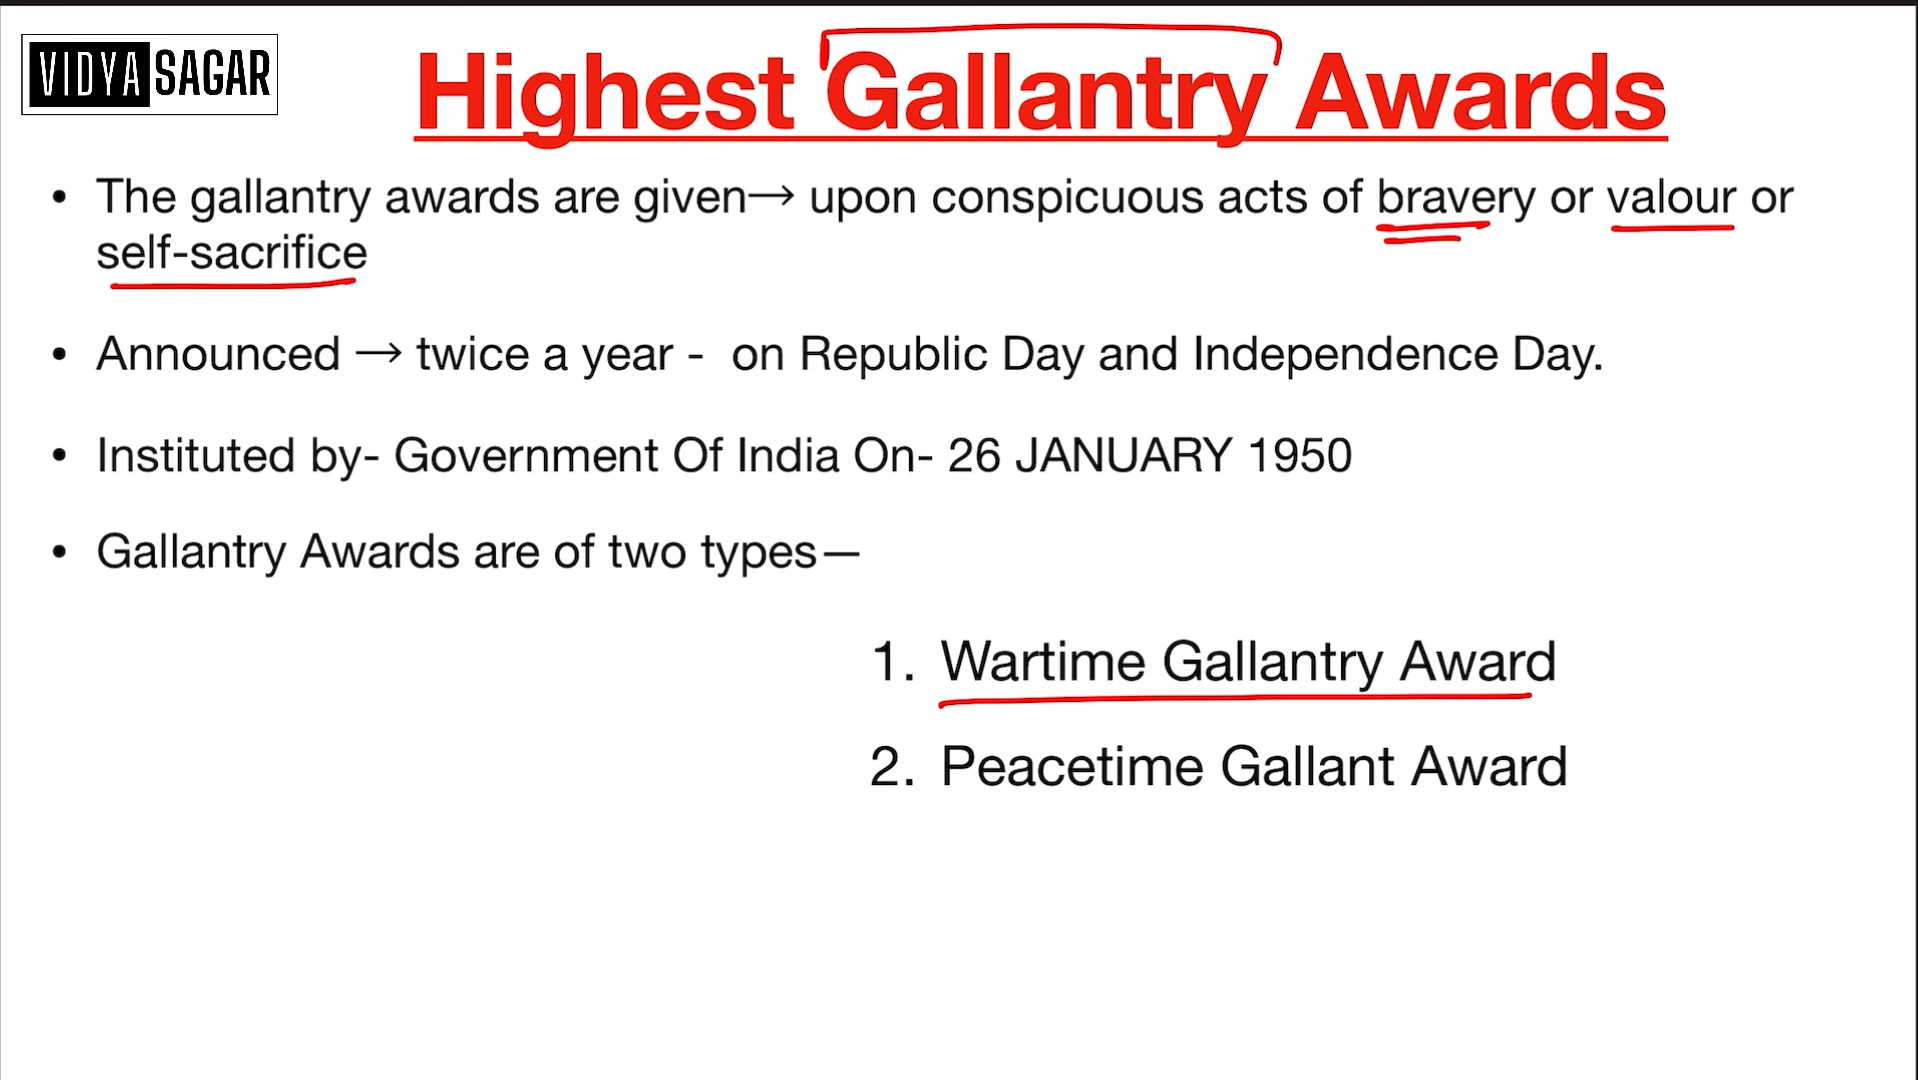 VIDYA SAGAR
Highest Gallantry Awards
• The gallantry awards are given→ upon conspicuous acts of bravery or valour or
self-sacrifice
• Announced → twice a year - on Republic Day and Independence Day.
• Instituted by- Government Of India On- 26 JANUARY 1950
• Gallantry Awards are of two types—
1. Wartime Gallantry Award
2. Peacetime Gallant Award